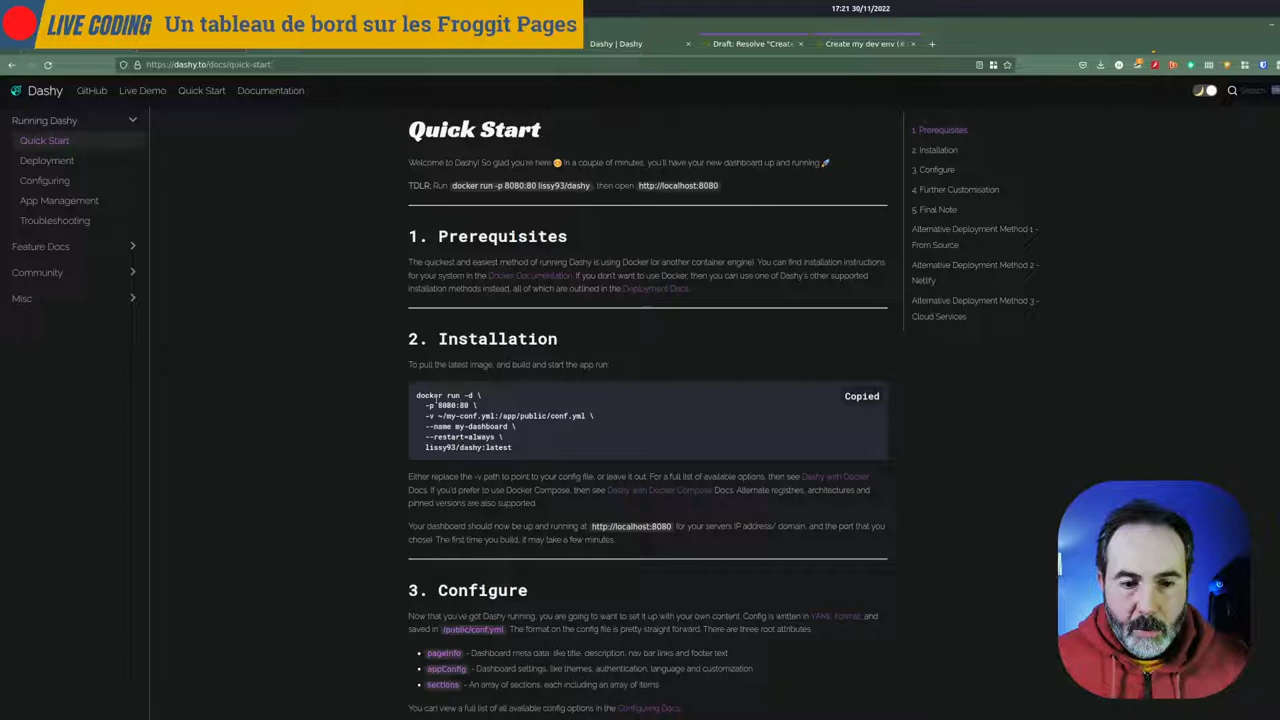 17:21 30/11/2022
LIVE CODING Un tableau de bord sur les Froggit Pages
Dashy | Dashy
Draft: Resolve "Create
Create my dev env (#
https://dashy.to/docs/quick-start
Dashy
GitHub
Live Demo
Quick Start
Documentation
Search
Running Dashy
Quick Start
Deployment
Configuring
App Management
Troubleshooting
Feature Docs
Community
Misc
Quick Start
Welcome to Dashy! So glad you're here 😊 In a couple of minutes, you'll have your new dashboard up and running 🚀
TDLR; Run docker run -p 8080:80 lissy93/dashy , then open http://localhost:8080
1. Prerequisites
The quickest and easiest method of running Dashy is using Docker (or another container engine). You can find installation instructions
for your system in the Docker Documentation. If you don't want to use Docker, then you can use one of Dashy's other supported
installation methods instead, all of which are outlined in the Deployment Docs.
2. Installation
To pull the latest image, and build and start the app run:
docker run -d \
-p 8080:80 \
-v ~/my-conf.yml:/app/public/conf.yml \
--name my-dashboard \
--restart=always \
lissy93/dashy:latest
Copied
Either replace the -v path to point to your config file, or leave it out. For a full list of available options, then see Dashy with Docker
Docs. If you'd prefer to use Docker Compose, then see Dashy with Docker Compose Docs. Alternate registries, architectures and
pinned versions are also supported.
Your dashboard should now be up and running at http://localhost:8080 (or your servers IP address/ domain, and the port that you
chose). The first time you build, it may take a few minutes.
3. Configure
Now that you've got Dashy running, you are going to want to set it up with your own content. Config is written in YAML Format, and
saved in /public/conf.yml . The format on the config file is pretty straight forward. There are three root attributes
pageInfo - Dashboard meta data: like title, description, nav bar links and footer text
appConfig - Dashboard settings, like themes, authentication, language and customization
sections - An array of sections, each including an array of items
You can view a full list of all available config options in the Configuring Docs.
1. Prerequisites
2. Installation
3. Configure
4. Further Customisation
5. Final Note
Alternative Deployment Method 1 -
From Source
Alternative Deployment Method 2 -
Netlify
Alternative Deployment Method 3 -
Cloud Services